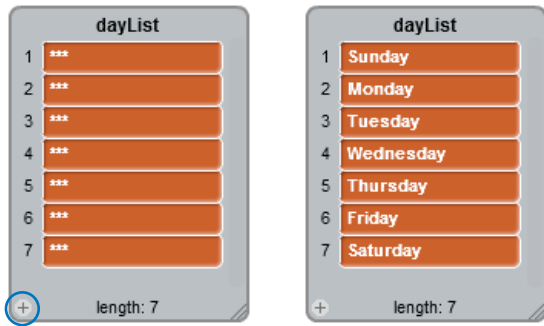 dayList
1 ***
2 ***
3 ***
4 ***
5 ***
6 ***
7 ***
+ length: 7
dayList
1 Sunday
2 Monday
3 Tuesday
4 Wednesday
5 Thursday
6 Friday
7 Saturday
+ length: 7